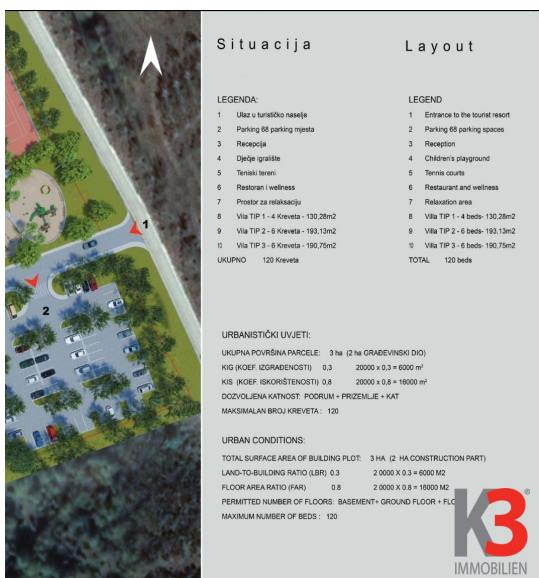 Situacija
LEGENDA:
1 Ulaz u turističko naselje
2 Parking 68 parking mjesta
3 Recepcija
4 Dječje igralište
5 Teniski tereni
6 Restoran i wellness
7 Prostor za relaksaciju
8 Vila TIP 1 - 4 Kreveta - 130,28m2
9 Vila TIP 2 - 6 Kreveta - 193,13m2
10 Vila TIP 3 - 6 Kreveta - 190,75m2
UKUPNO 120 Kreveta
Layout
LEGEND
1 Entrance to the tourist resort
2 Parking 68 parking spaces
3 Reception
4 Children's playground
5 Tennis courts
6 Restaurant and wellness
7 Relaxation area
8 Villa TIP 1 - 4 beds- 130,28m2
9 Villa TIP 2 - 6 beds- 193,13m2
10 Villa TIP 3 - 6 beds- 190,75m2
TOTAL 120 beds
1
2
URBANISTIČKI UVJETI:
UKUPNA POVRŠINA PARCELE: 3 ha (2 ha GRAĐEVINSKI DIO)
KIG (KOEF. IZGRAĐENOSTI) 0,3 20000 x 0,3 = 6000 m²
KIS (KOEF. ISKORIŠTENOSTI) 0,8 20000 x 0,8 = 16000 m²
DOZVOLJENA KATNOST: PODRUM + PRIZEMLJE + KAT
MAKSIMALAN BROJ KREVETA : 120
URBAN CONDITIONS:
TOTAL SURFACE AREA OF BUILDING PLOT: 3 HA (2 HA CONSTRUCTION PART)
LAND-TO-BUILDING RATIO (LBR) 0.3 2 0000 X 0.3 = 6000 M2
FLOOR AREA RATIO (FAR) 0.8 2 0000 X 0.8 = 16000 M2
PERMITTED NUMBER OF FLOORS: BASEMENT+ GROUND FLOOR +
MAXIMUM NUMBER OF BEDS : 120
K3®
IMMOBILIEN